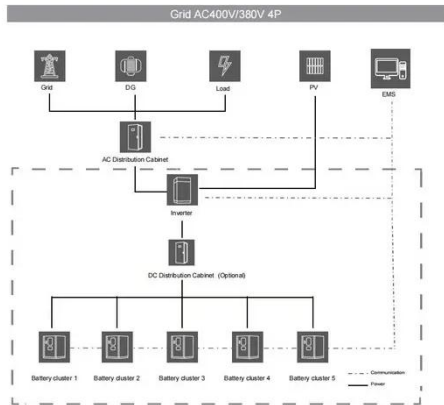 Grid AC400V/380V 4P
Grid DG Load PV EMS
AC Distribution Cabinet
Inverter
DC Distribution Cabinet (Optional)
Battery cluster 1 Battery cluster 2 Battery cluster 3 Battery cluster 4 Battery cluster 5
Communication
Power